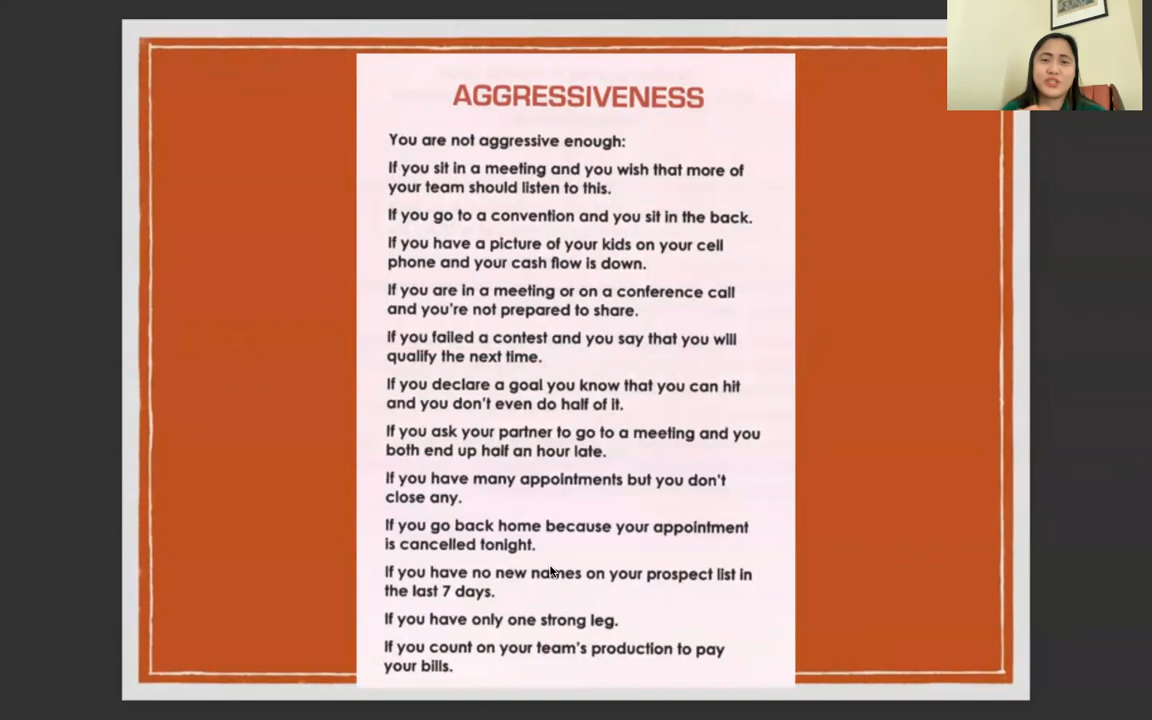 AGGRESSIVENESS
You are not aggressive enough:
If you sit in a meeting and you wish that more of
your team should listen to this.
If you go to a convention and you sit in the back.
If you have a picture of your kids on your cell
phone and your cash flow is down.
If you are in a meeting or on a conference call
and you're not prepared to share.
If you failed a contest and you say that you will
qualify the next time.
If you declare a goal you know that you can hit
and you don't even do half of it.
If you ask your partner to go to a meeting and you
both end up half an hour late.
If you have many appointments but you don't
close any.
If you go back home because your appointment
is cancelled tonight.
If you have no new names on your prospect list in
the last 7 days.
If you have only one strong leg.
If you count on your team's production to pay
your bills.